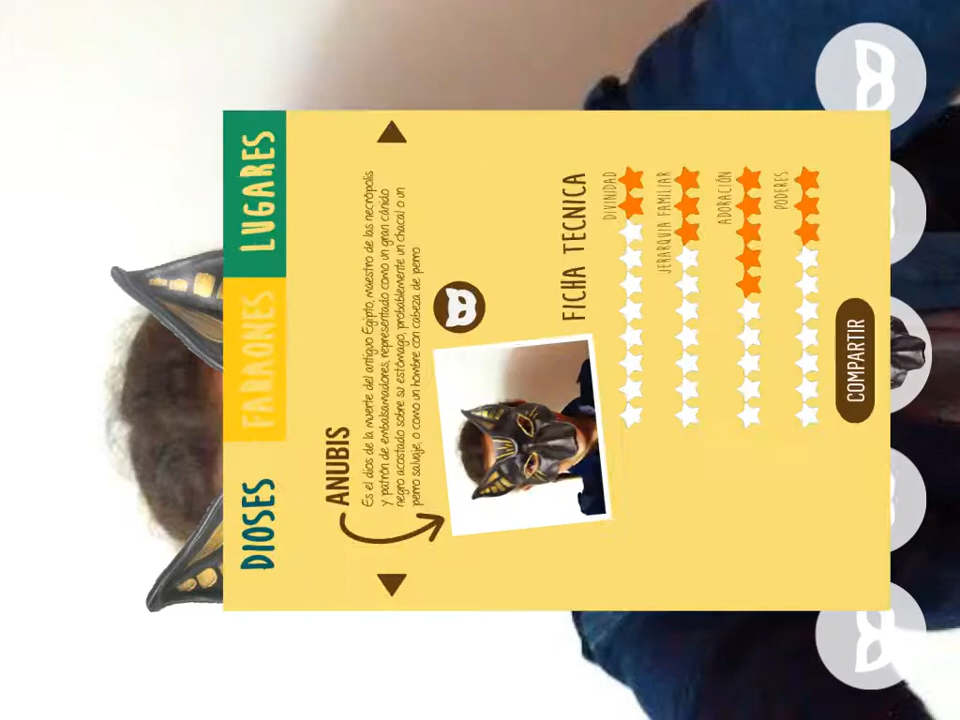 DIOSES FARAONES LUGARES
ANUBIS
Es el dios de la muerte del antiguo Egipto, maestro de las necrópolis
y patrón de embalsamadores, representado como un gran cánido
negro acostado sobre su estómago, probablemente un chacal o un
perro salvaje, o como un hombre con cabeza de perro
FICHA TECNICA
DIVINIDAD
JERARQUIA FAMILIAR
ADORACIÓN
PODERES
COMPARTIR